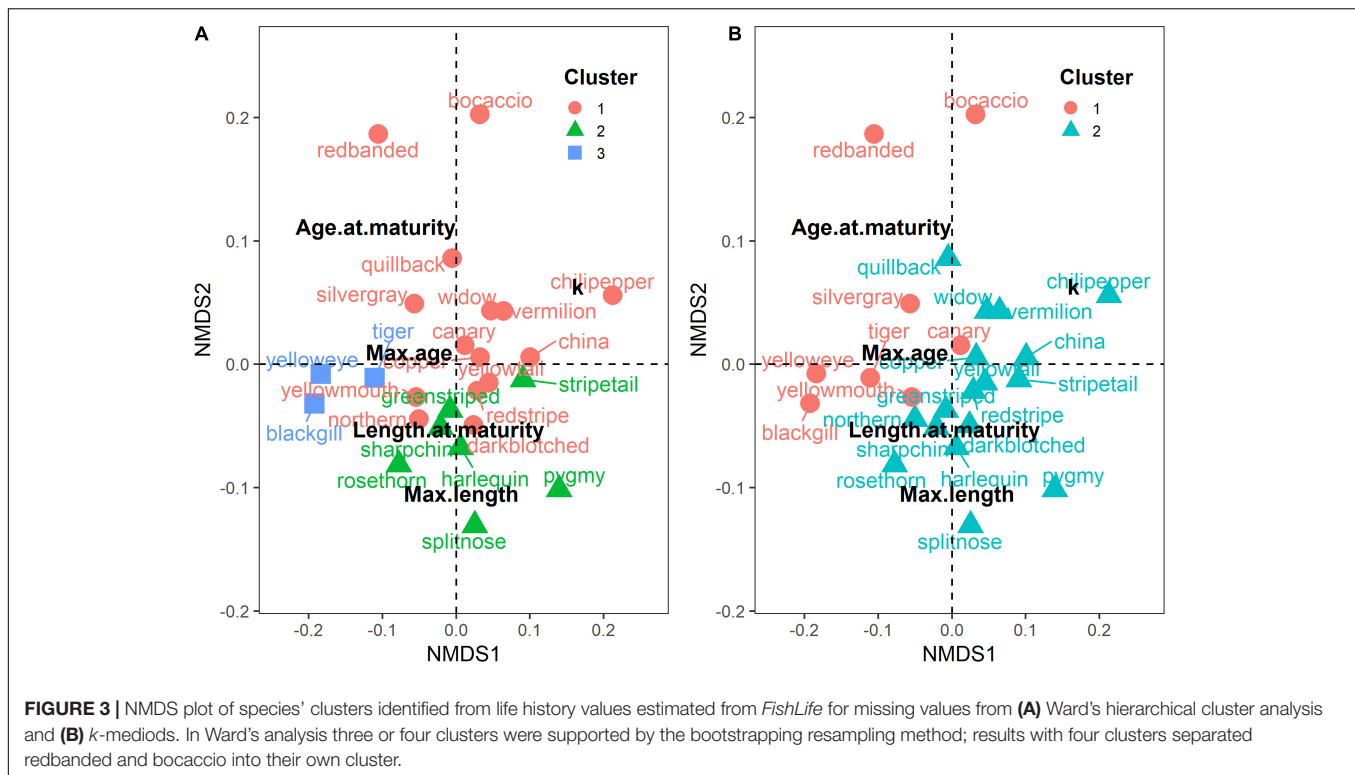 A
Cluster
1
2
3
bocaccio
redbanded
Age.at.maturity
quillback
k
chilipepper
silvergray
widow
vermilion
tiger
canary
china
Max.age
yelloweye
copper
yellowtail
stripetail
yellowmouth
greenstriped
northern
redstripe
blackgill
Length.at.maturity
sharpchin
darkblotched
rosethorn
harlequin
pygmy
Max.length
splitnose
0.2
0.1
0.0
-0.1
-0.2
NMDS2
-0.2 -0.1 0.0 0.1 0.2
NMDS1
B
Cluster
1
2
bocaccio
redbanded
Age.at.maturity
quillback
k
chilipepper
silvergray
widow
vermilion
tiger
canary
china
Max.age
yelloweye
copper
yellowtail
stripetail
yellowmouth
greenstriped
northern
redstripe
blackgill
Length.at.maturity
sharpchin
darkblotched
rosethorn
harlequin
pygmy
Max.length
splitnose
0.2
0.1
0.0
-0.1
-0.2
NMDS2
-0.2 -0.1 0.0 0.1 0.2
NMDS1
FIGURE 3 | NMDS plot of species' clusters identified from life history values estimated from FishLife for missing values from (A) Ward's hierarchical cluster analysis
and (B) k-mediods. In Ward's analysis three or four clusters were supported by the bootstrapping resampling method; results with four clusters separated
redbanded and bocaccio into their own cluster.